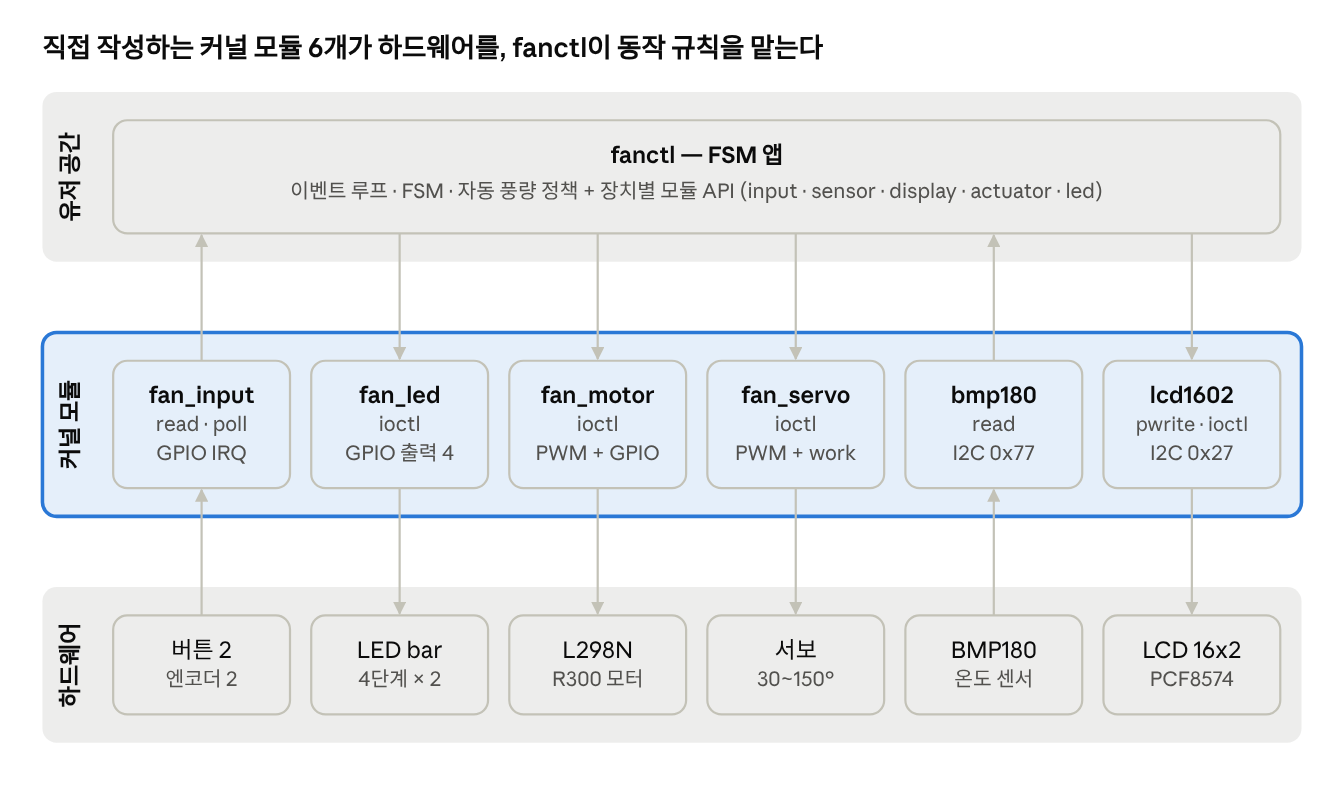 직접 작성하는 커널 모듈 6개가 하드웨어를, fanctl이 동작 규칙을 맡는다
유저 공간
fanctl — FSM 앱
이벤트 루프 · FSM · 자동 풍량 정책 + 장치별 모듈 API (input · sensor · display · actuator · led)
커널 모듈
fan_input
read · poll
GPIO IRQ
fan_led
ioctl
GPIO 출력 4
fan_motor
ioctl
PWM + GPIO
fan_servo
ioctl
PWM + work
bmp180
read
I2C 0x77
lcd1602
pwrite · ioctl
I2C 0x27
하드웨어
버튼 2
엔코더 2
LED bar
4단계 × 2
L298N
R300 모터
서보
30~150°
BMP180
온도 센서
LCD 16x2
PCF8574